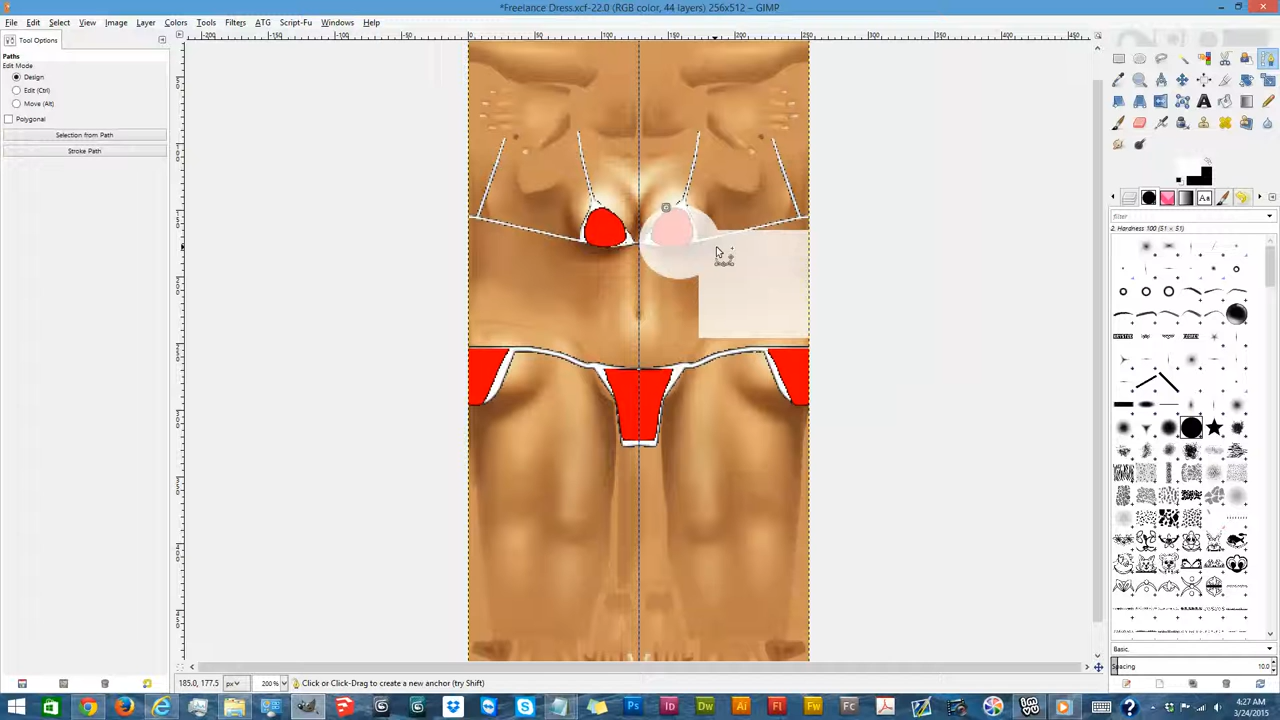 *Freelance Dress.xcf-22.0 (RGB color, 44 layers) 256x512 – GIMP
File Edit Select View Image Layer Colors Tools Filters ATG Script-Fu Windows Help
Tool Options
Paths
Edit Mode
Design
Edit (Ctrl)
Move (Alt)
Polygonal
Selection from Path
Stroke Path
filter
2. Hardness 100 (51 × 51)
Basic,
Spacing 10.0
185.0, 177.5 px 200 % Click or Click-Drag to create a new anchor (try Shift)
4:27 AM
3/24/2015